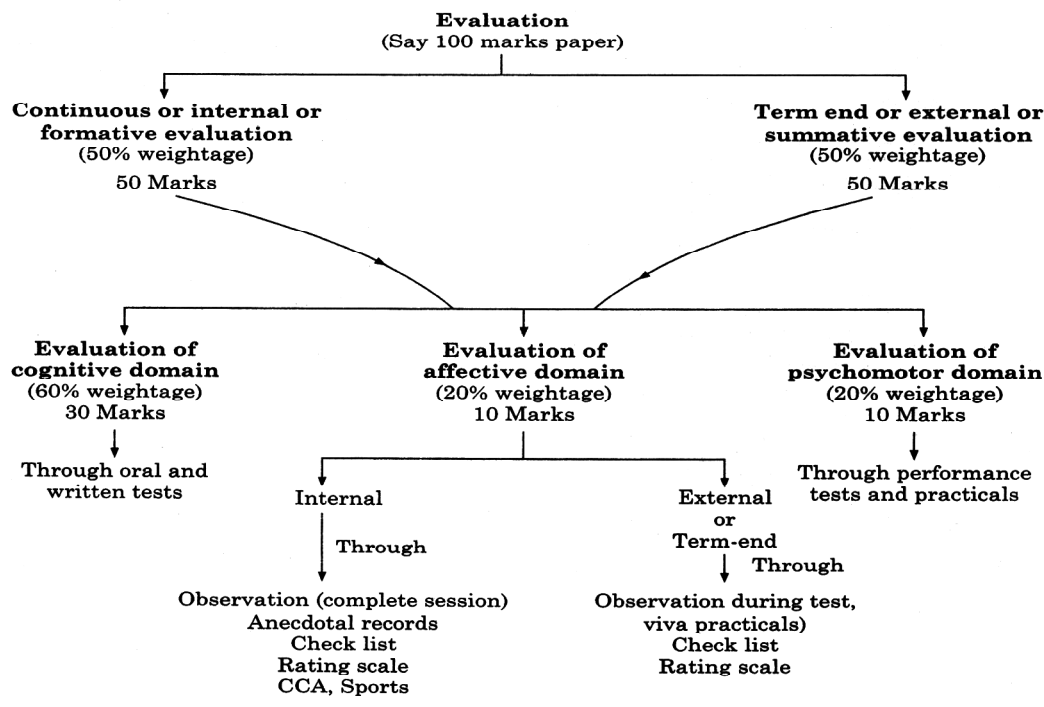 Evaluation
(Say 100 marks paper)
Continuous or internal or
formative evaluation
(50% weightage)
50 Marks
Term end or external or
summative evaluation
(50% weightage)
50 Marks
Evaluation of
cognitive domain
(60% weightage)
30 Marks
Through oral and
written tests
Evaluation of
affective domain
(20% weightage)
10 Marks
Evaluation of
psychomotor domain
(20% weightage)
10 Marks
Through performance
tests and practicals
Internal
Through
Observation (complete session)
Anecdotal records
Check list
Rating scale
CCA, Sports
External
or
Term-end
Through
Observation during test,
viva practicals)
Check list
Rating scale